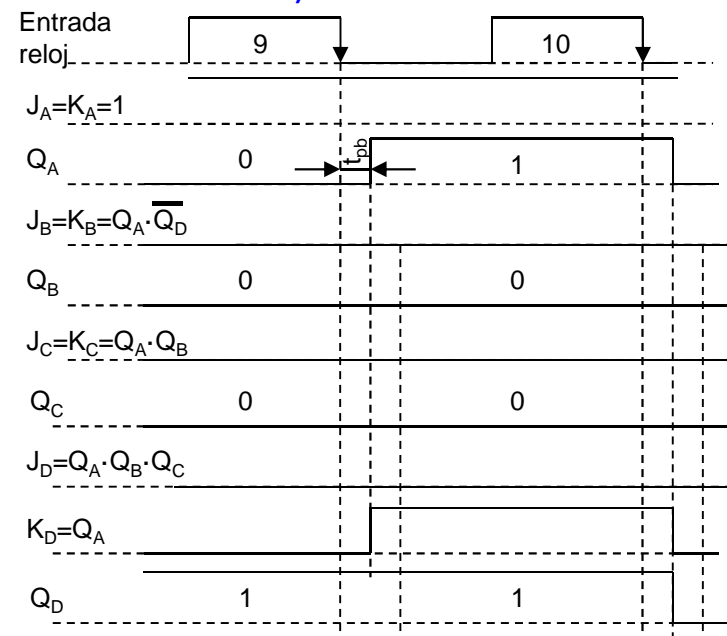 Entrada
reloj
9 10
J_A=K_A=1
Q_A 0 t_pb 1
J_B=K_B=Q_A·Q̅_D
Q_B 0 0
J_C=K_C=Q_A·Q_B
Q_C 0 0
J_D=Q_A·Q_B·Q_C
K_D=Q_A
Q_D 1 1